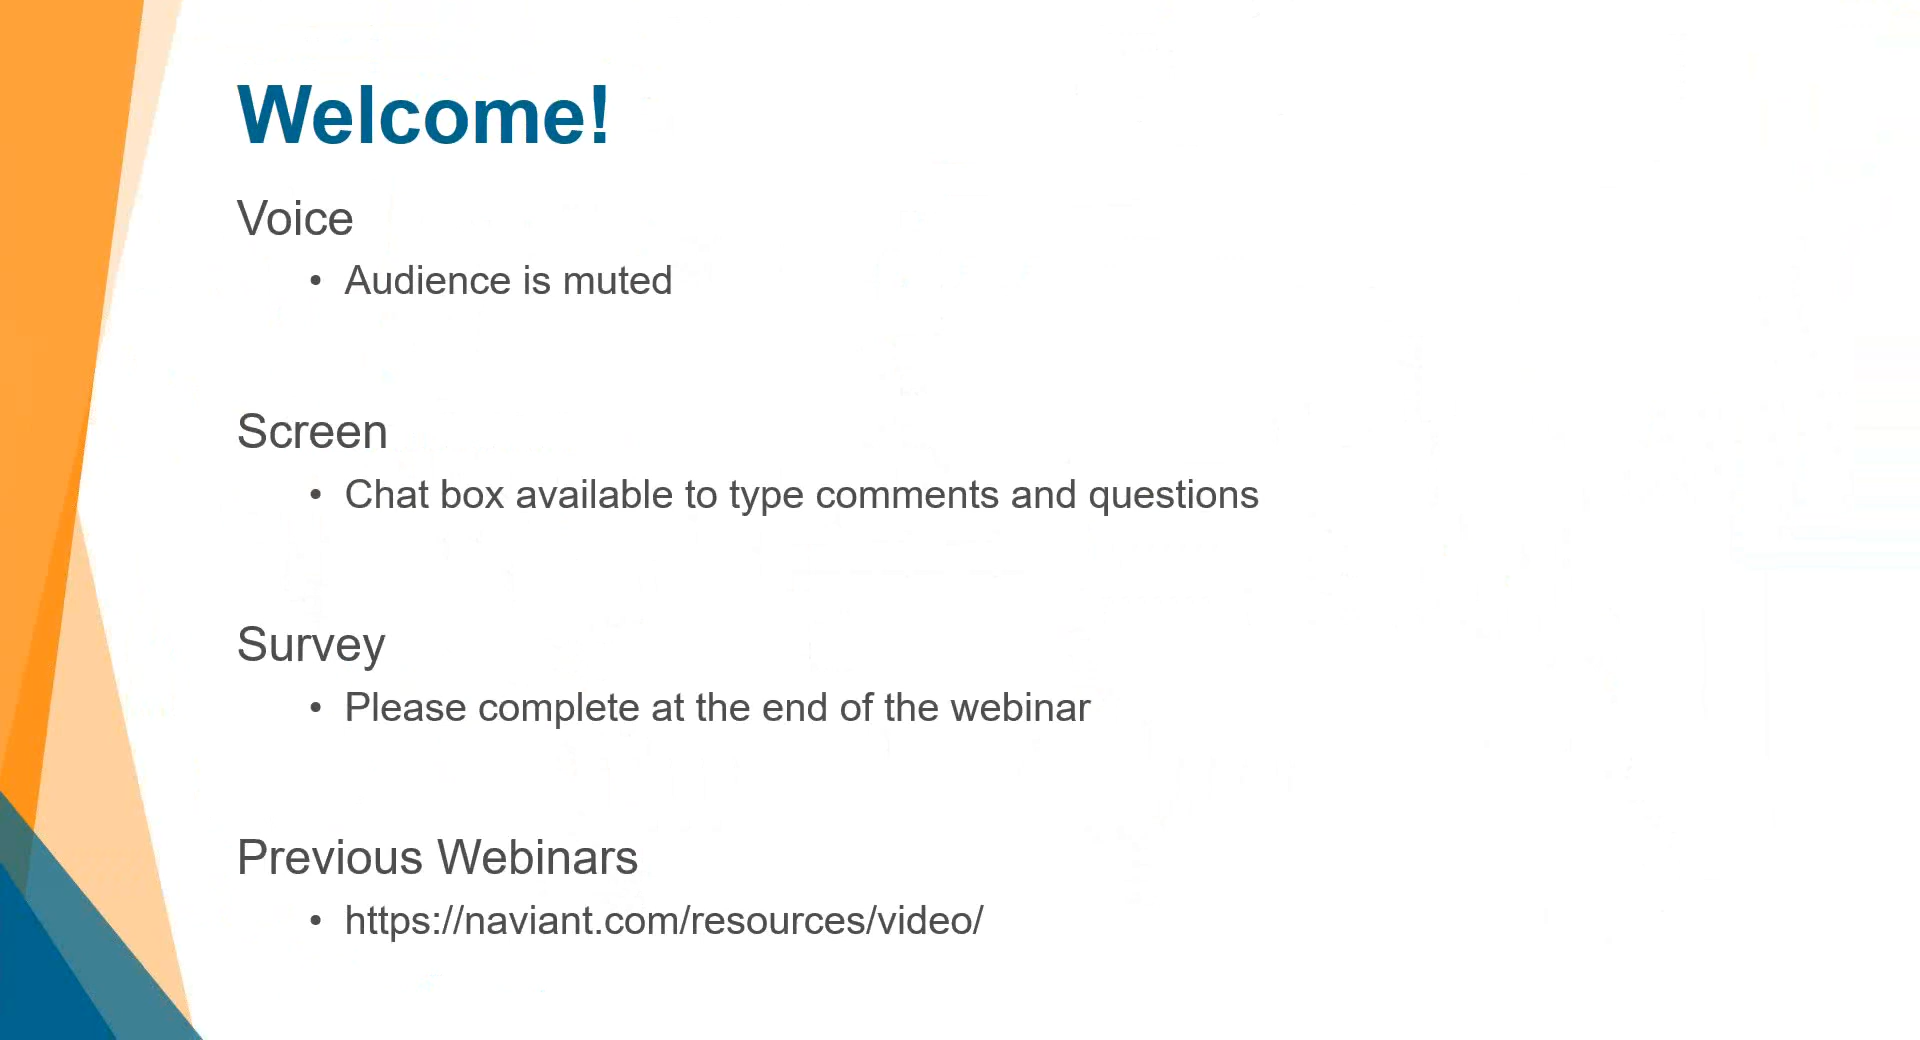 Welcome!
Voice
• Audience is muted
Screen
• Chat box available to type comments and questions
Survey
• Please complete at the end of the webinar
Previous Webinars
• https://naviant.com/resources/video/